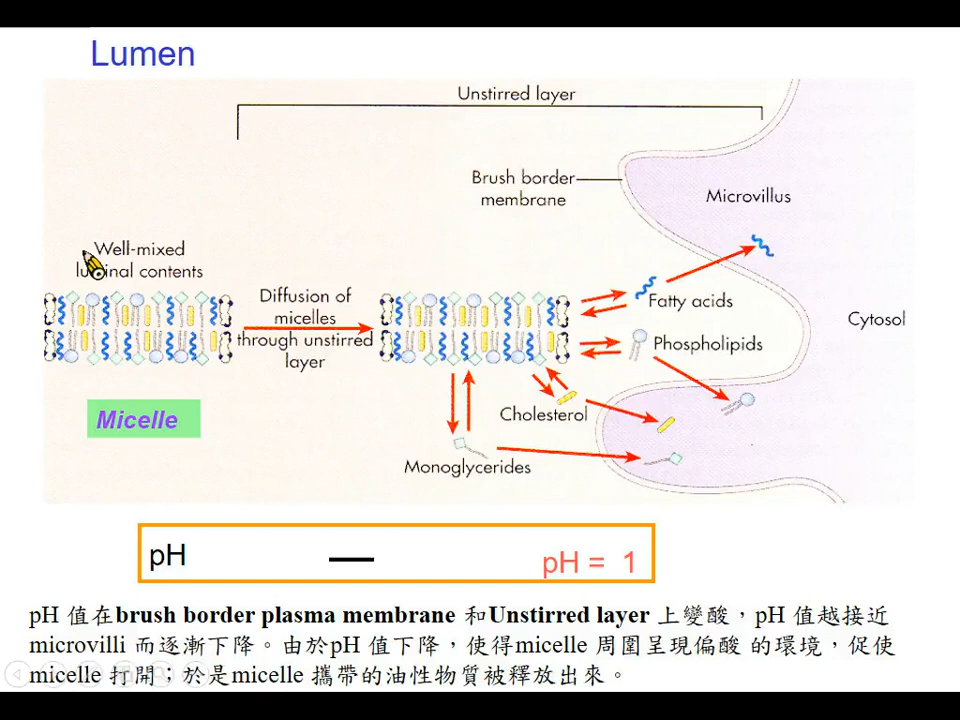 Lumen
Unstirred layer
Brush border
membrane
Microvillus
Well-mixed
luminal contents
Diffusion of
micelles
through unstirred
layer
Fatty acids
Phospholipids
Cytosol
Cholesterol
Micelle
Monoglycerides
pH — pH = 1
pH 值在brush border plasma membrane 和Unstirred layer 上變酸，pH 值越接近
microvilli 而逐漸下降。由於pH 值下降，使得micelle 周圍呈現偏酸 的環境，促使
micelle 打開；於是micelle 攜帶的油性物質被釋放出來。